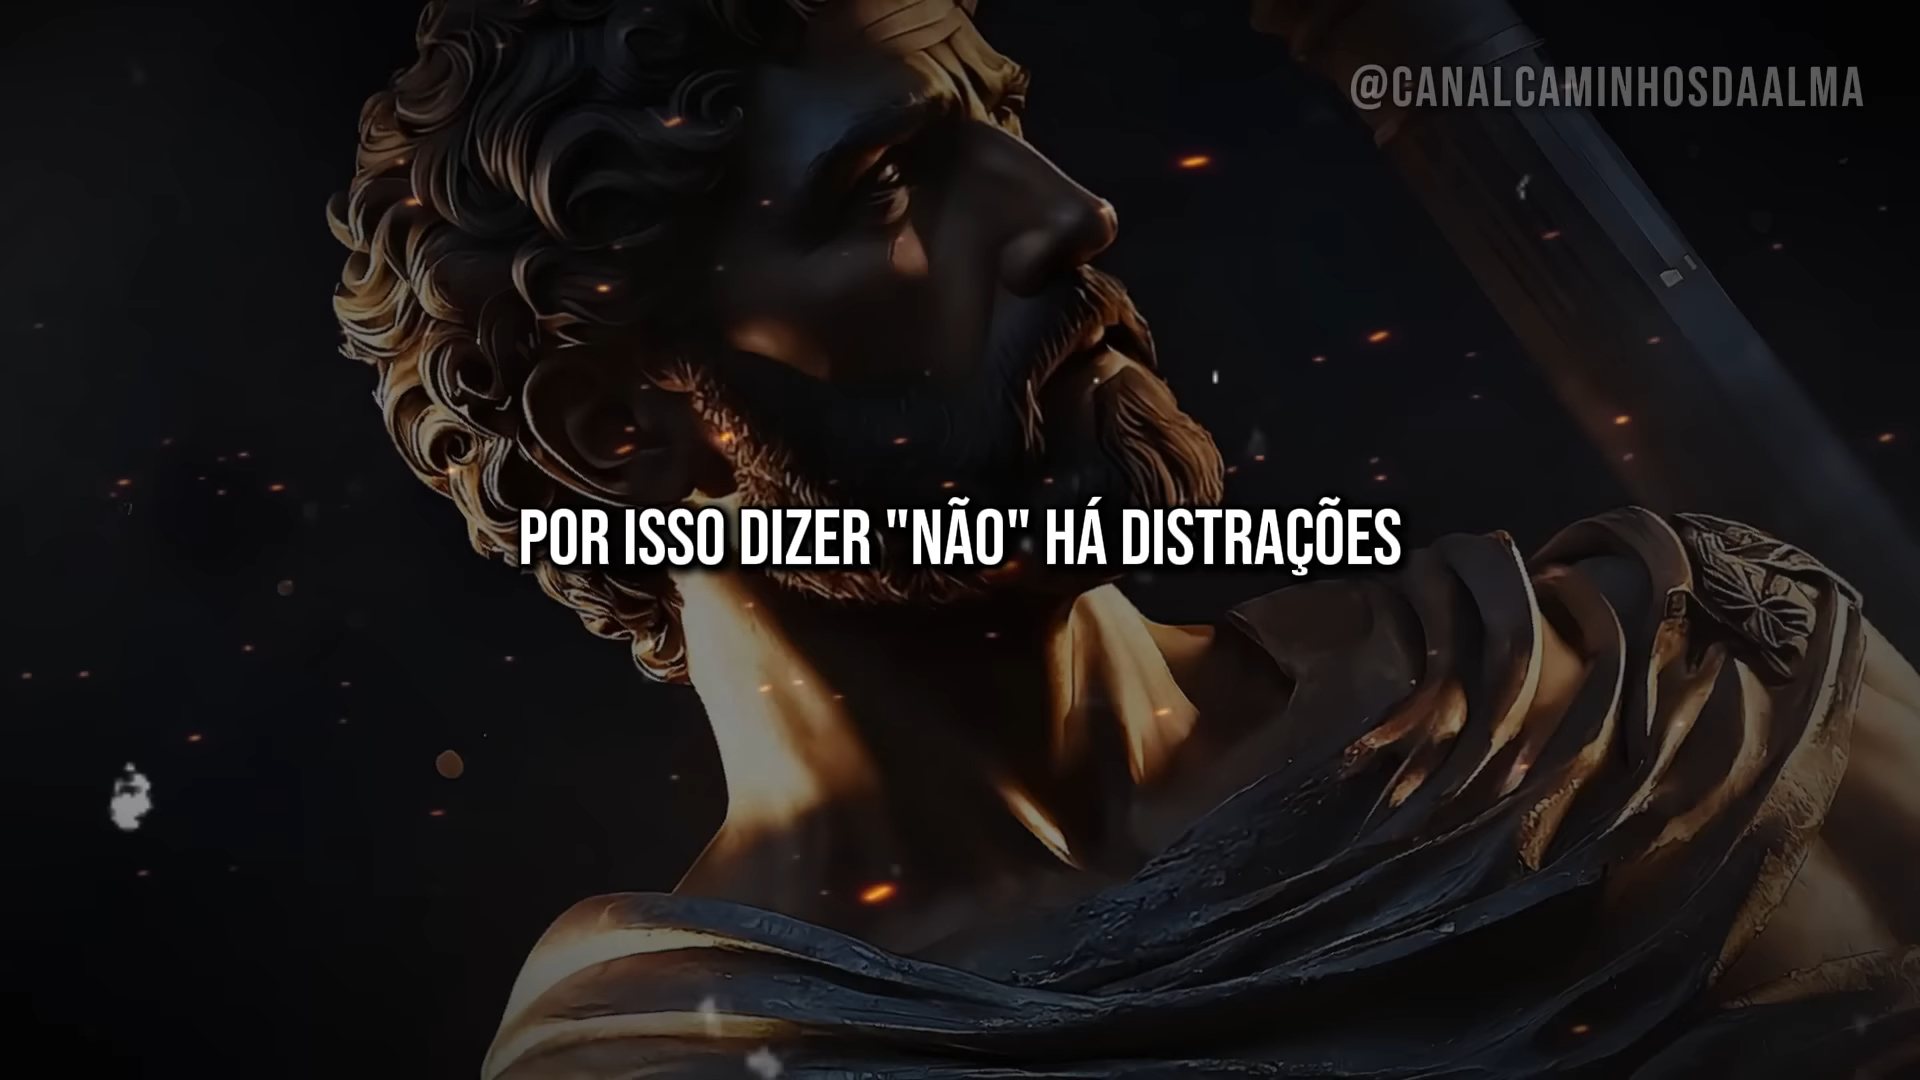 @CANALCAMINHOSDAALMA
POR ISSO DIZER "NÃO" HÁ DISTRAÇÕES